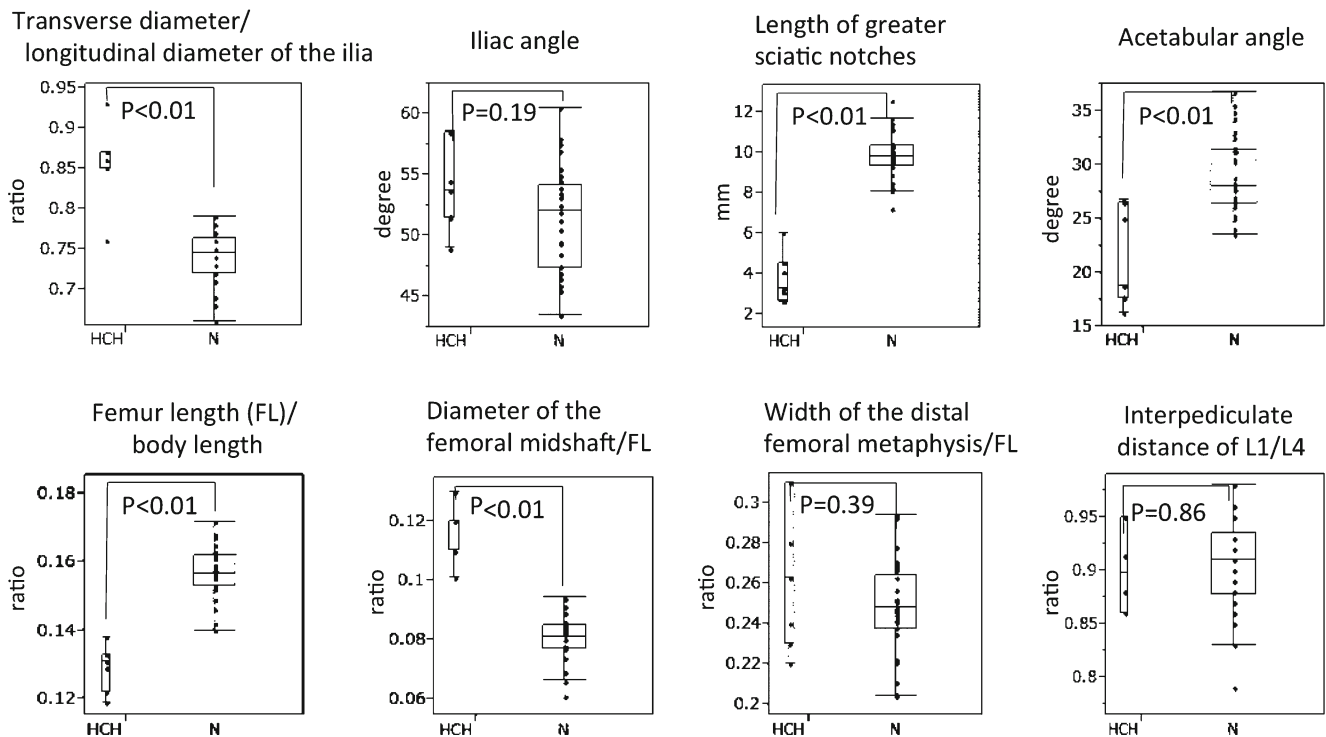 Transverse diameter/
longitudinal diameter of the ilia
0.95
0.9
0.85
0.8
0.75
0.7
ratio
P<0.01
HCH
N
Iliac angle
60
55
50
45
degree
P=0.19
HCH
N
Length of greater
sciatic notches
12
10
8
6
4
2
mm
P<0.01
HCH
N
Acetabular angle
35
30
25
20
15
degree
P<0.01
HCH
N
Femur length (FL)/
body length
0.18
0.16
0.14
0.12
ratio
P<0.01
HCH
N
Diameter of the
femoral midshaft/FL
0.12
0.1
0.08
0.06
ratio
P<0.01
HCH
N
Width of the distal
femoral metaphysis/FL
0.3
0.28
0.26
0.24
0.22
0.2
ratio
P=0.39
HCH
N
Interpediculate
distance of L1/L4
0.95
0.9
0.85
0.8
ratio
P=0.86
HCH
N